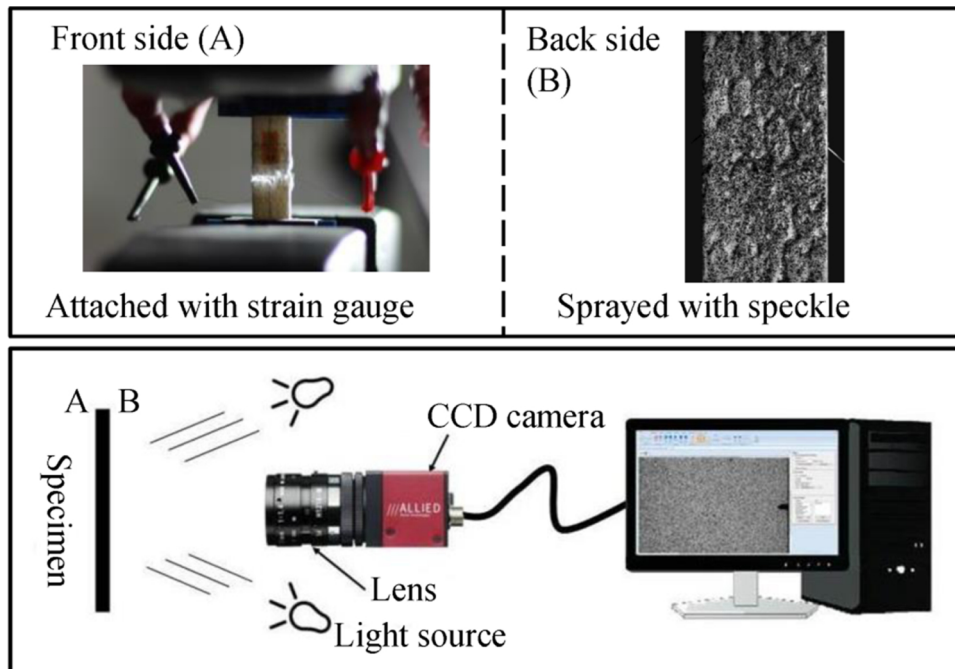 Front side (A)
Back side
(B)
Attached with strain gauge
Sprayed with speckle
A B
Specimen
CCD camera
///ALLIED
Lens
Light source